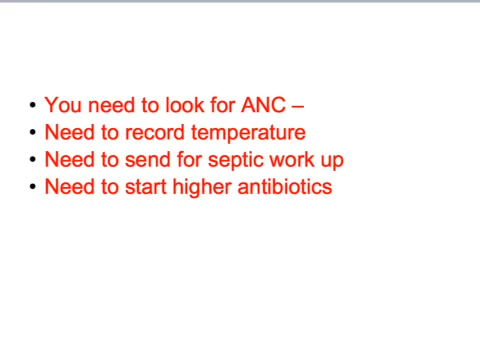 • You need to look for ANC –
• Need to record temperature
• Need to send for septic work up
• Need to start higher antibiotics